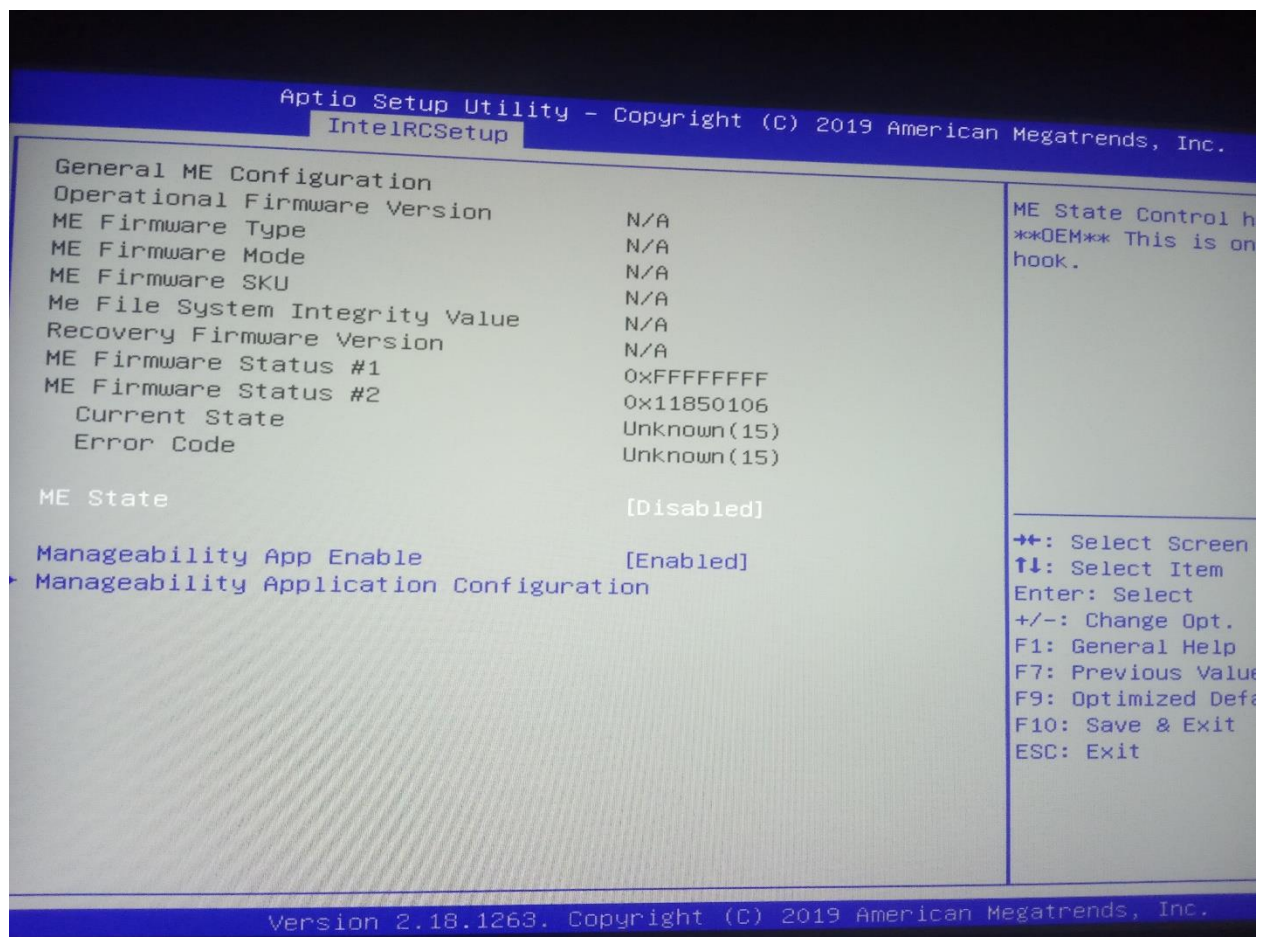 Aptio Setup Utility – Copyright (C) 2019 American Megatrends, Inc.
IntelRCSetup
General ME Configuration
Operational Firmware Version N/A
ME Firmware Type N/A
ME Firmware Mode N/A
ME Firmware SKU N/A
Me File System Integrity Value N/A
Recovery Firmware Version N/A
ME Firmware Status #1 0xFFFFFFFF
ME Firmware Status #2 0x11850106
Current State Unknown(15)
Error Code Unknown(15)
ME State [Disabled]
Manageability App Enable [Enabled]
Manageability Application Configuration
ME State Control h
**OEM** This is on
hook.
→←: Select Screen
↑↓: Select Item
Enter: Select
+/-: Change Opt.
F1: General Help
F7: Previous Value
F9: Optimized Defa
F10: Save & Exit
ESC: Exit
Version 2.18.1263. Copyright (C) 2019 American Megatrends, Inc.